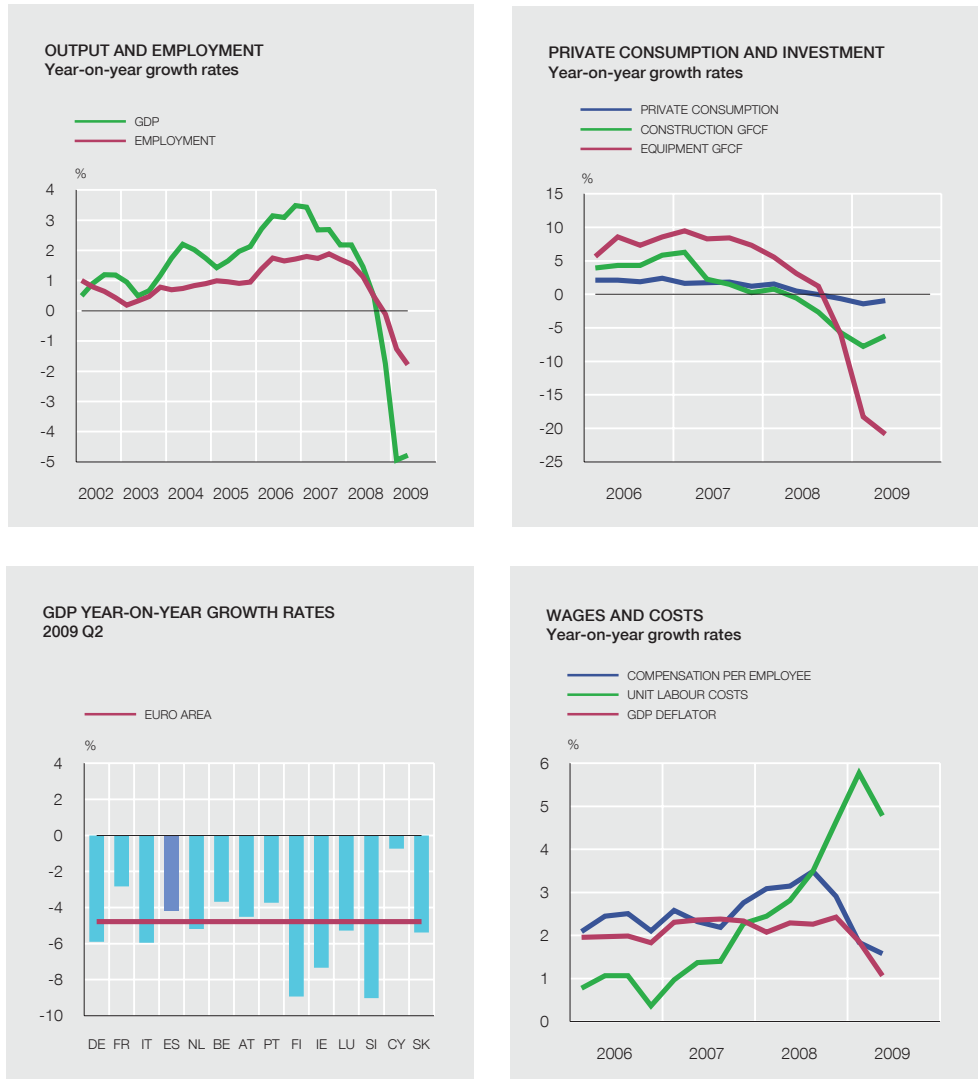 OUTPUT AND EMPLOYMENT
Year-on-year growth rates
GDP
EMPLOYMENT
%
4
3
2
1
0
-1
-2
-3
-4
-5
2002 2003 2004 2005 2006 2007 2008 2009
PRIVATE CONSUMPTION AND INVESTMENT
Year-on-year growth rates
PRIVATE CONSUMPTION
CONSTRUCTION GFCF
EQUIPMENT GFCF
%
15
10
5
0
-5
-10
-15
-20
-25
2006 2007 2008 2009
GDP YEAR-ON-YEAR GROWTH RATES
2009 Q2
EURO AREA
%
4
2
0
-2
-4
-6
-8
-10
DE FR IT ES NL BE AT PT FI IE LU SI CY SK
WAGES AND COSTS
Year-on-year growth rates
COMPENSATION PER EMPLOYEE
UNIT LABOUR COSTS
GDP DEFLATOR
%
6
5
4
3
2
1
0
2006 2007 2008 2009